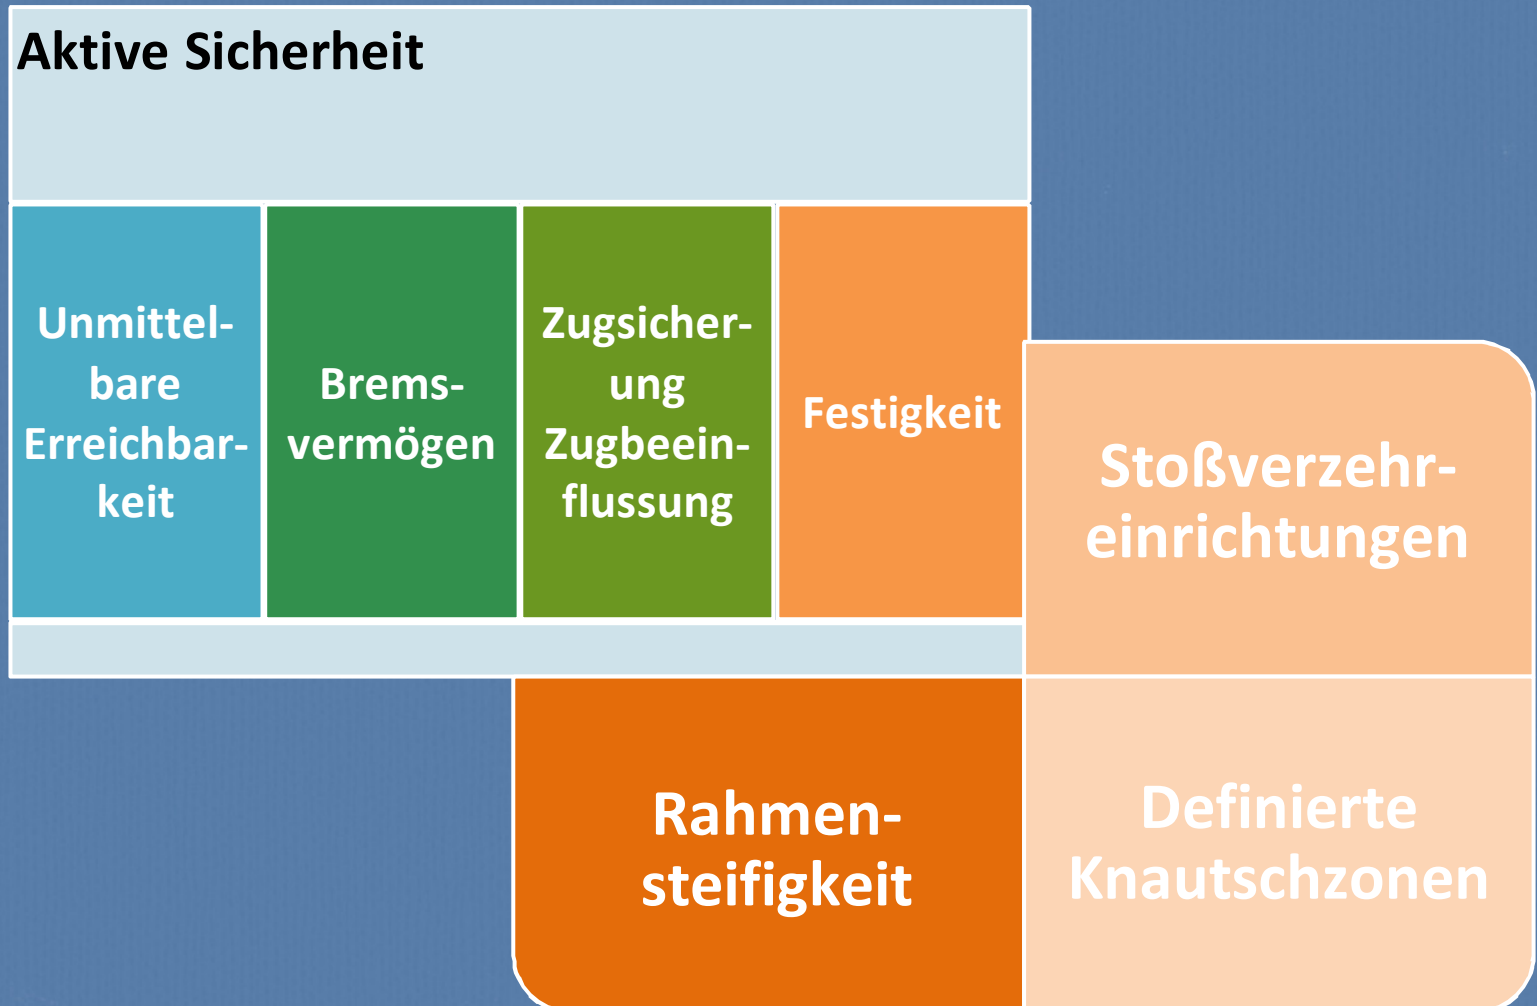 Aktive Sicherheit
Unmittel-
bare
Erreichbar-
keit
Brems-
vermögen
Zugsicher-
ung
Zugbeein-
flussung
Festigkeit
Stoßverzehr-
einrichtungen
Rahmen-
steifigkeit
Definierte
Knautschzonen